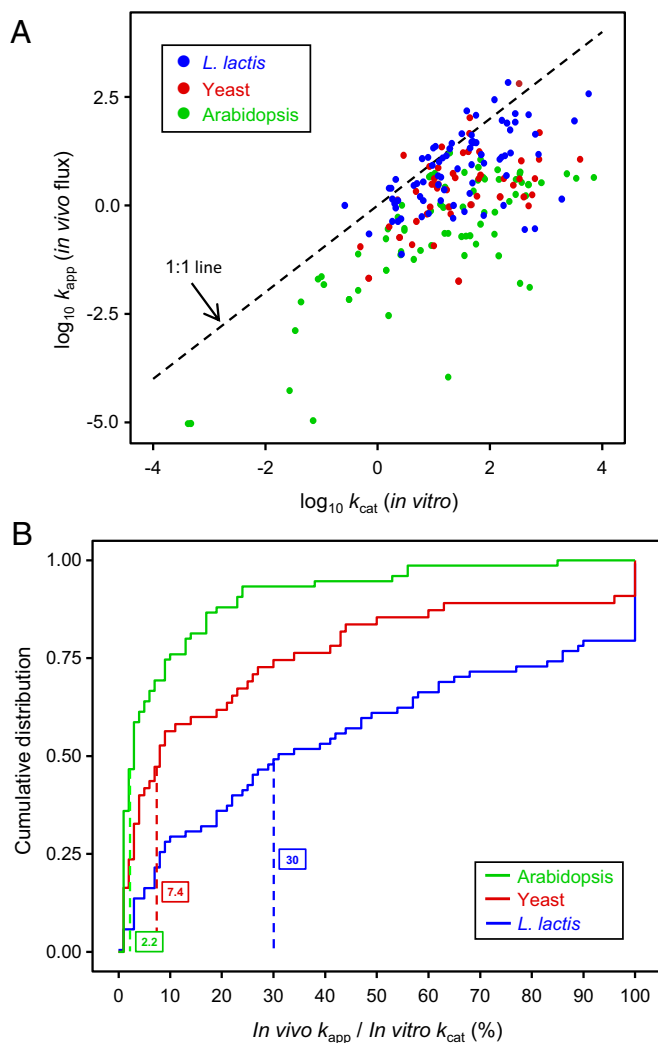 A
L. lactis
Yeast
Arabidopsis
1:1 line
log10 kapp (in vivo flux)
2.5
0.0
-2.5
-5.0
-4
-2
0
2
4
log10 kcat (in vitro)
B
Cumulative distribution
1.00
0.75
0.50
0.25
0.00
30
7.4
2.2
Arabidopsis
Yeast
L. lactis
0
10
20
30
40
50
60
70
80
90
100
In vivo kapp / In vitro kcat (%)